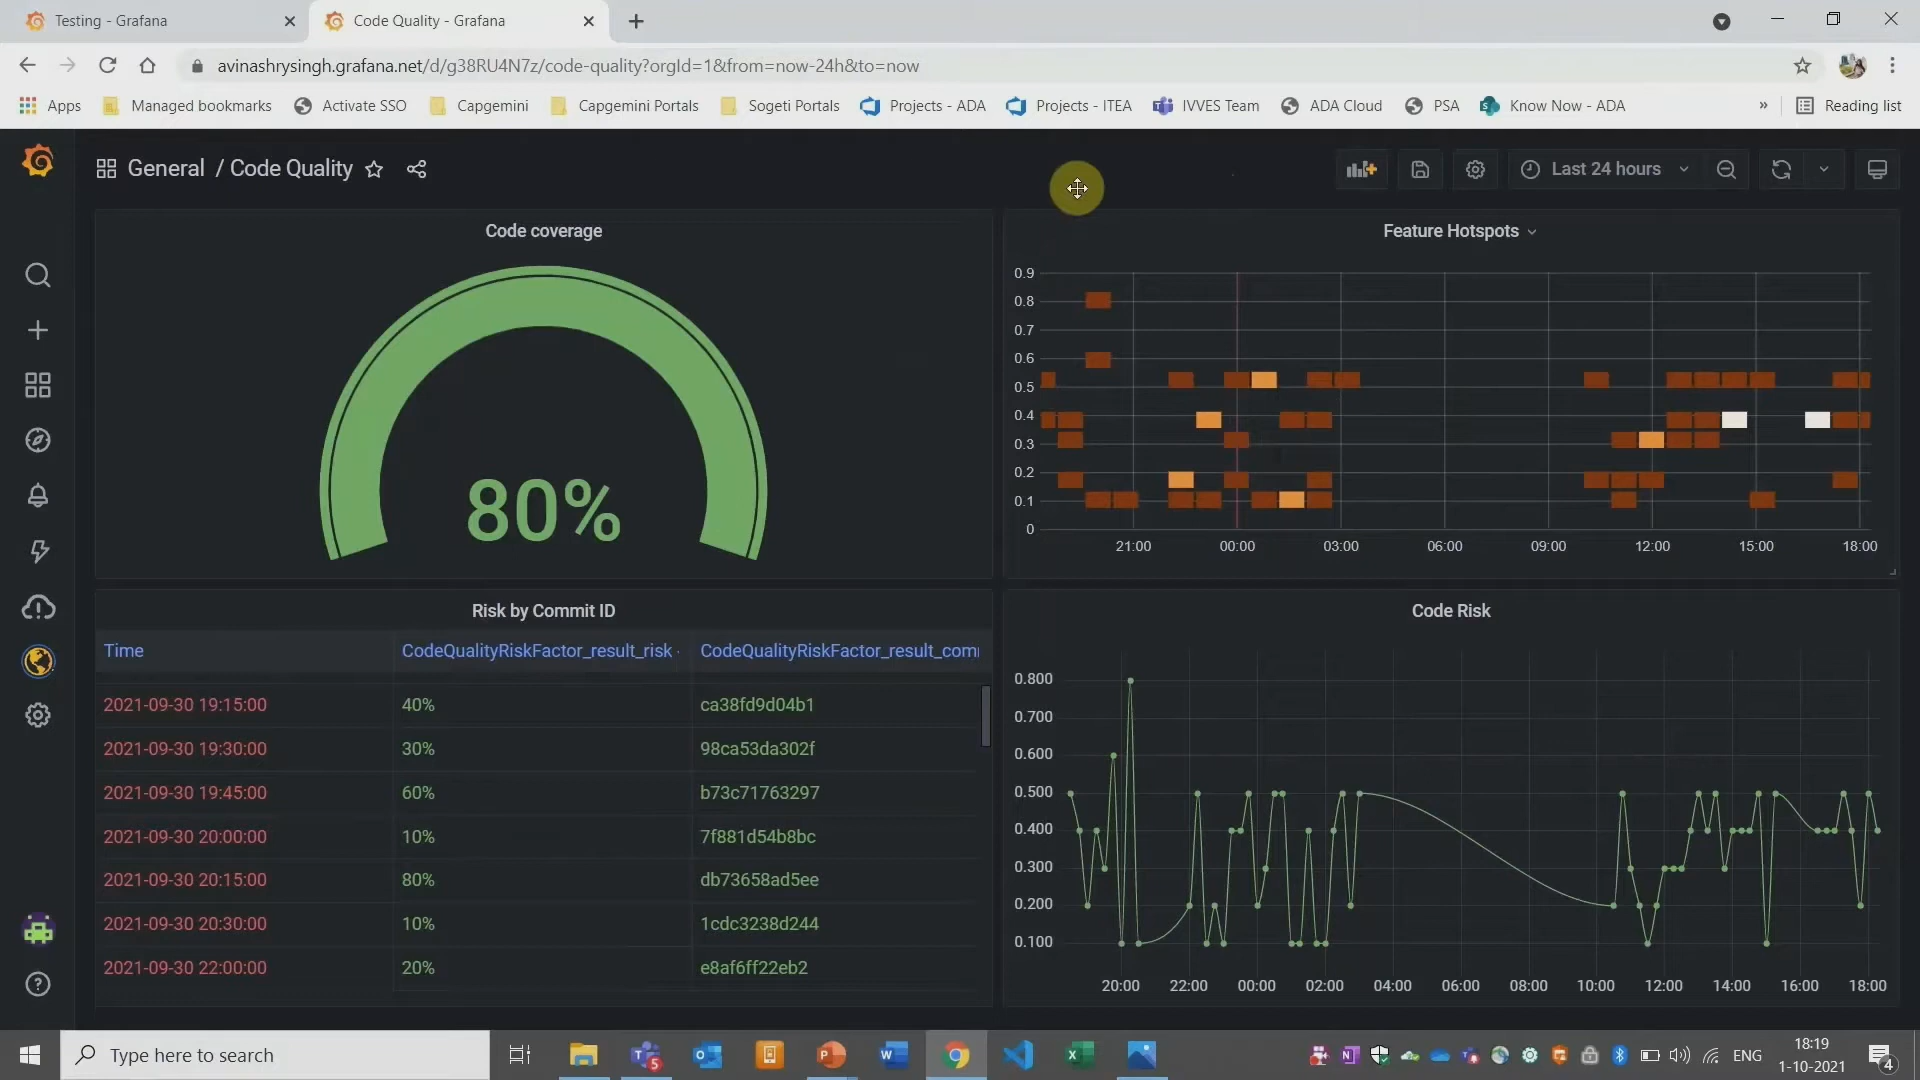 Testing - Grafana
Code Quality - Grafana
avinashrysingh.grafana.net/d/g38RU4N7z/code-quality?orgId=1&from=now-24h&to=now
Apps
Managed bookmarks
Activate SSO
Capgemini
Capgemini Portals
Sogeti Portals
Projects - ADA
Projects - ITEA
IVVES Team
ADA Cloud
PSA
Know Now - ADA
»
Reading list
General / Code Quality
Last 24 hours
Code coverage
80%
Feature Hotspots
0.9
0.8
0.7
0.6
0.5
0.4
0.3
0.2
0.1
0
21:00 00:00 03:00 06:00 09:00 12:00 15:00 18:00
Risk by Commit ID
Time CodeQualityRiskFactor_result_risk CodeQualityRiskFactor_result_com
2021-09-30 19:15:00 40% ca38fd9d04b1
2021-09-30 19:30:00 30% 98ca53da302f
2021-09-30 19:45:00 60% b73c71763297
2021-09-30 20:00:00 10% 7f881d54b8bc
2021-09-30 20:15:00 80% db73658ad5ee
2021-09-30 20:30:00 10% 1cdc3238d244
2021-09-30 22:00:00 20% e8af6ff22eb2
Code Risk
0.800
0.700
0.600
0.500
0.400
0.300
0.200
0.100
20:00 22:00 00:00 02:00 04:00 06:00 08:00 10:00 12:00 14:00 16:00 18:00
Type here to search
5
ENG
18:19
1-10-2021
4